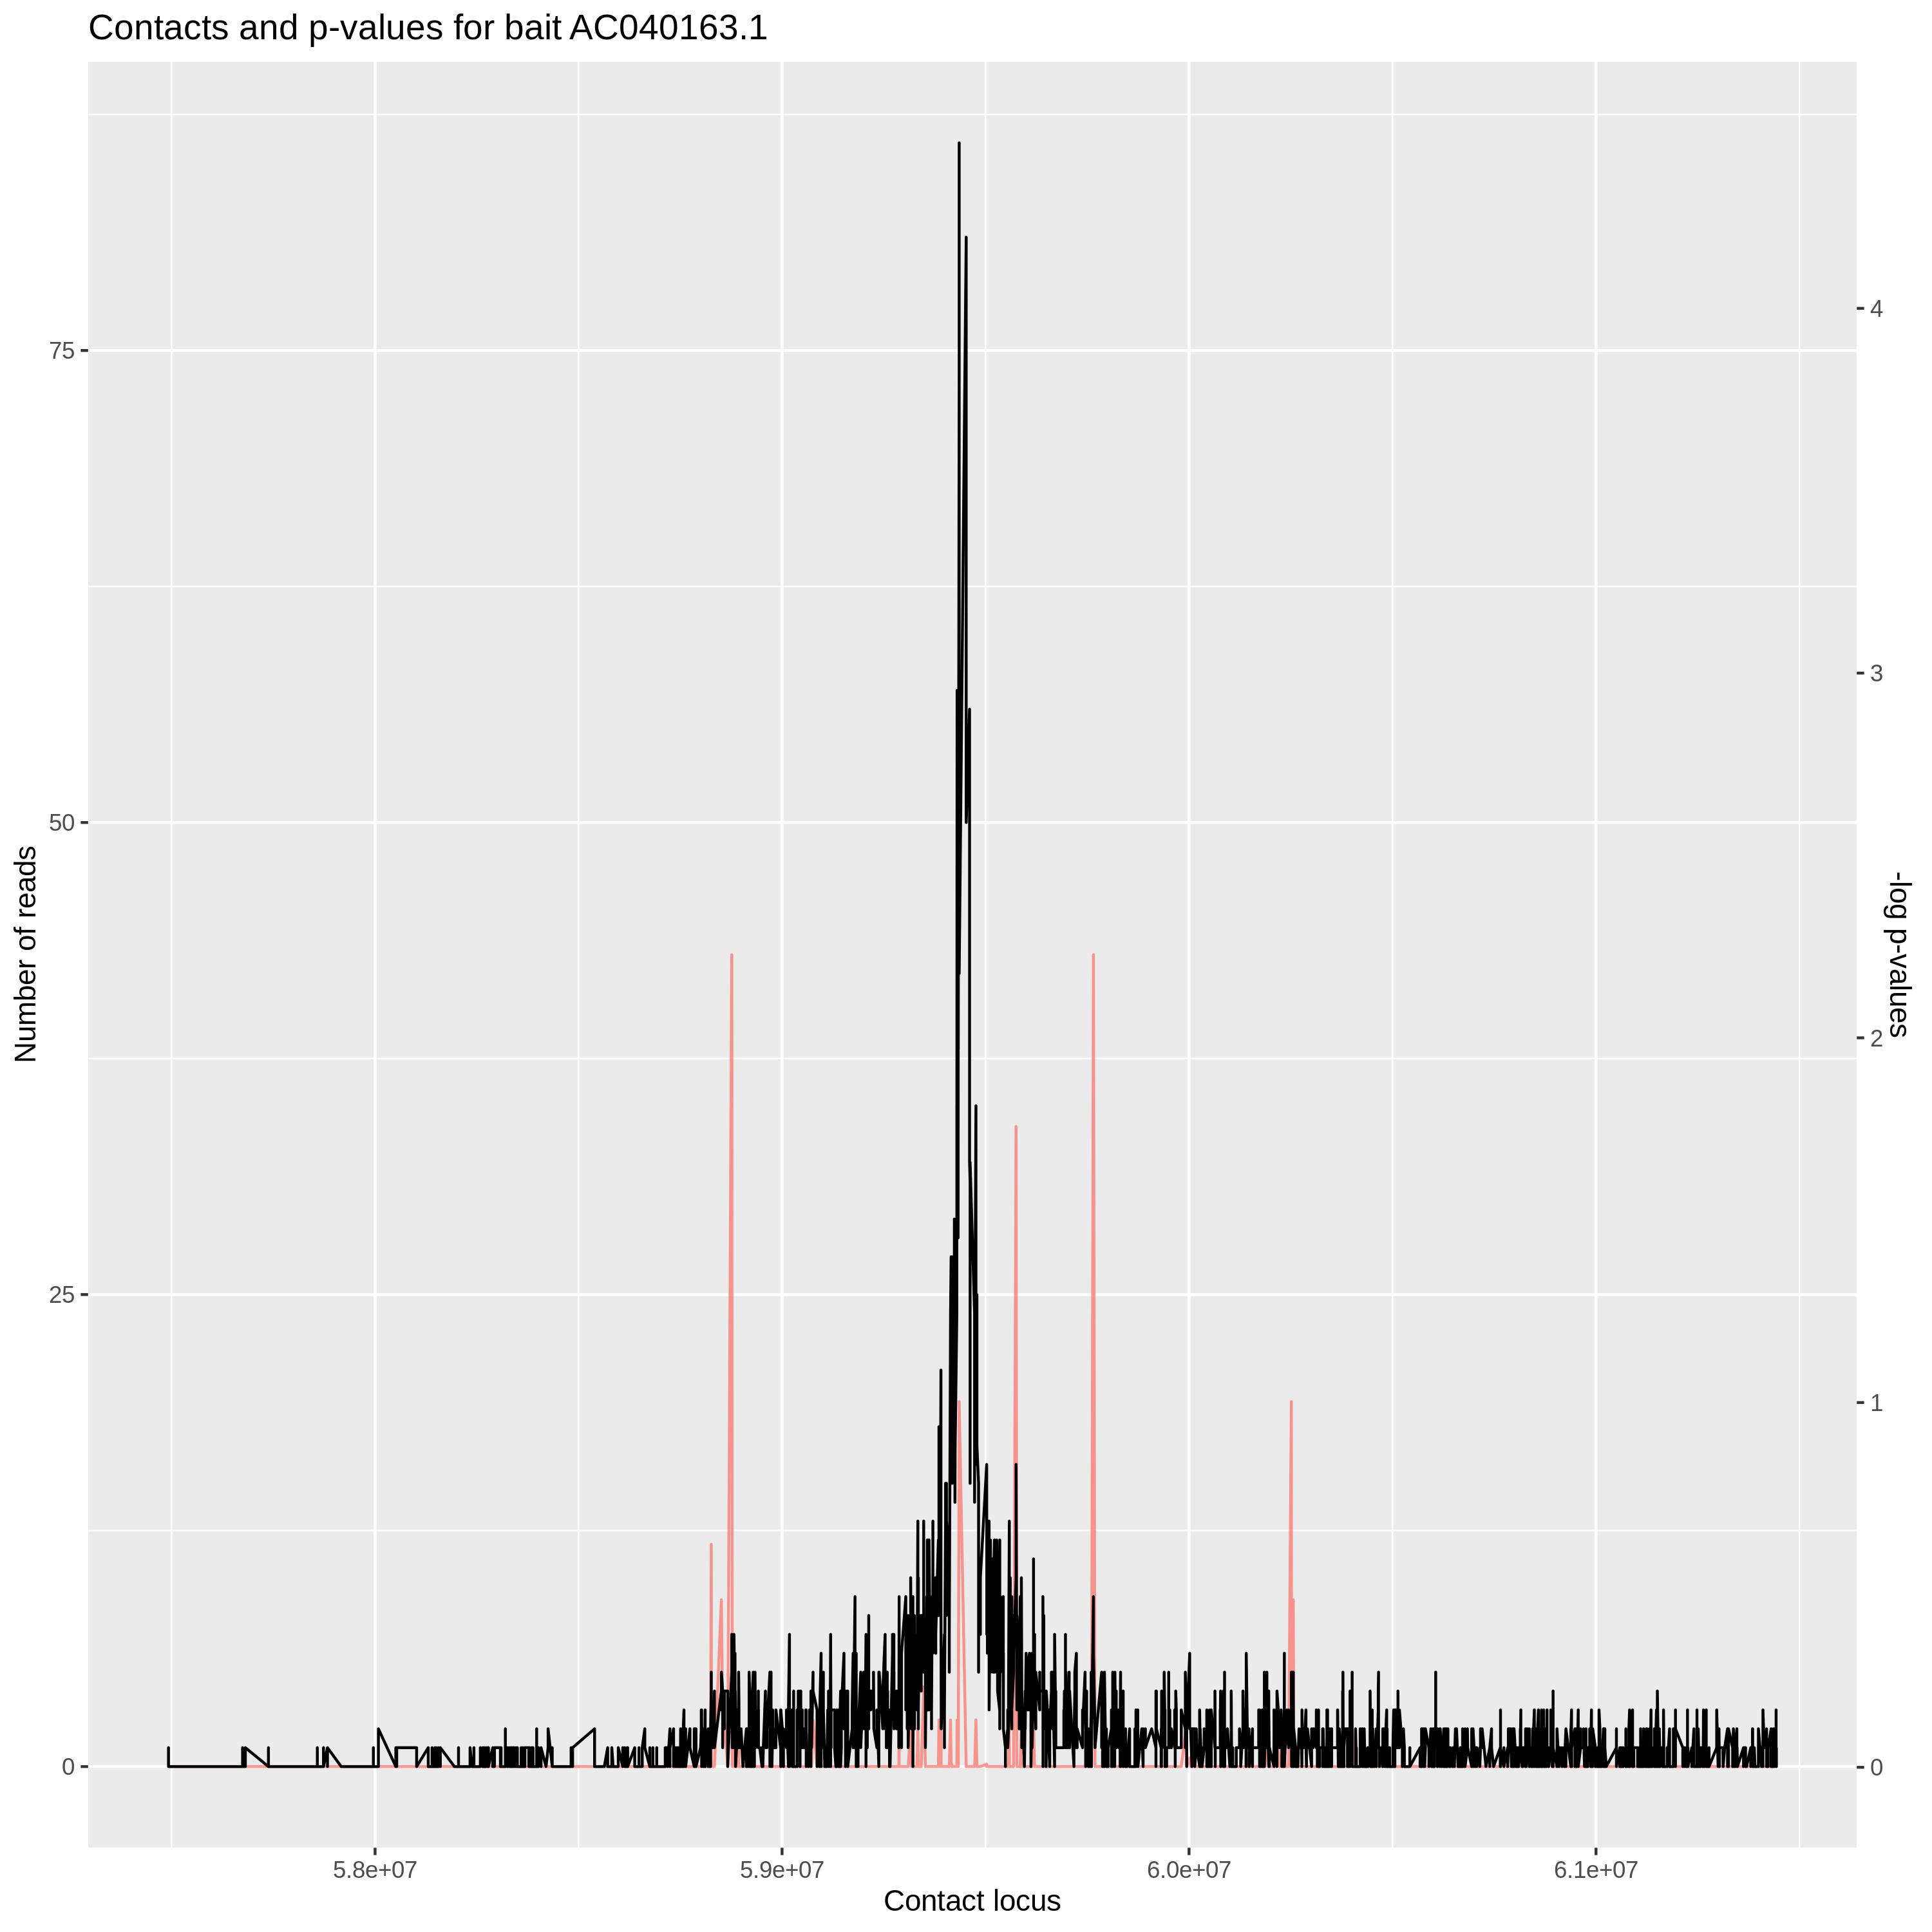 Contacts and p-values for bait AC040163.1
75
50
25
0
Number of reads
4
3
2
1
0
-log p-values
5.8e+07
5.9e+07
6.0e+07
6.1e+07
Contact locus